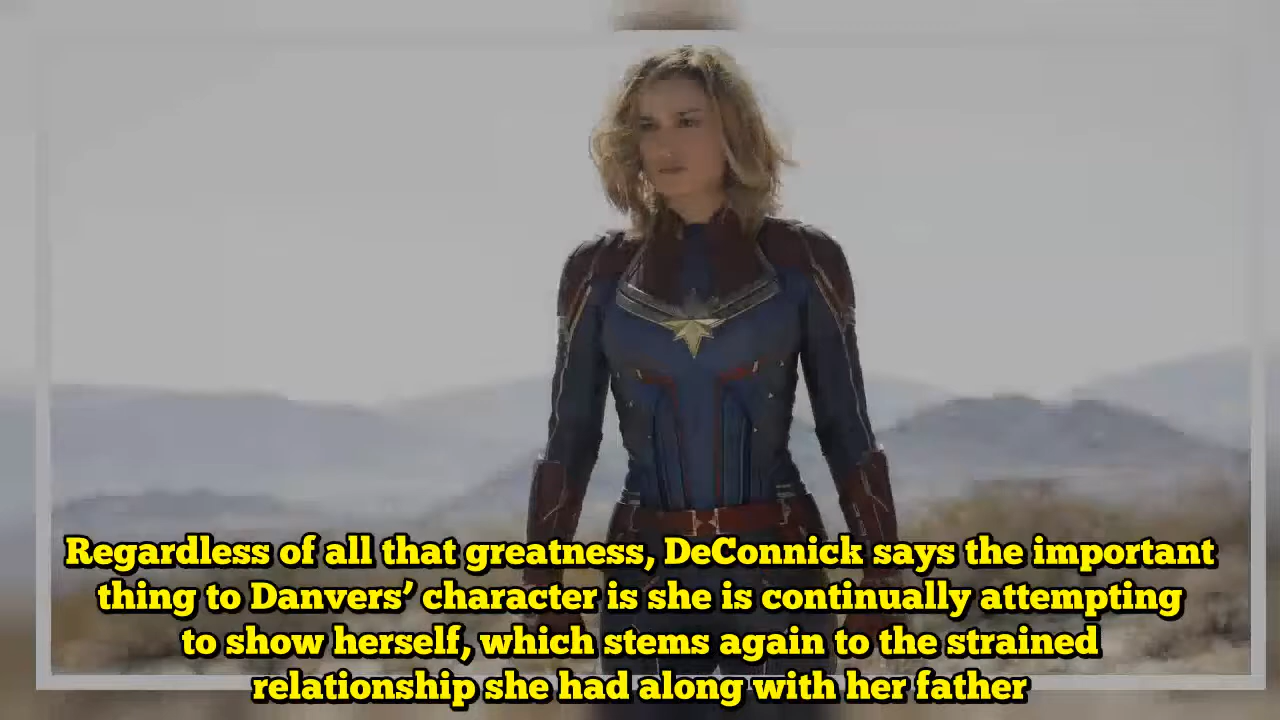 Regardless of all that greatness, DeConnick says the important
thing to Danvers’ character is she is continually attempting
to show herself, which stems again to the strained
relationship she had along with her father